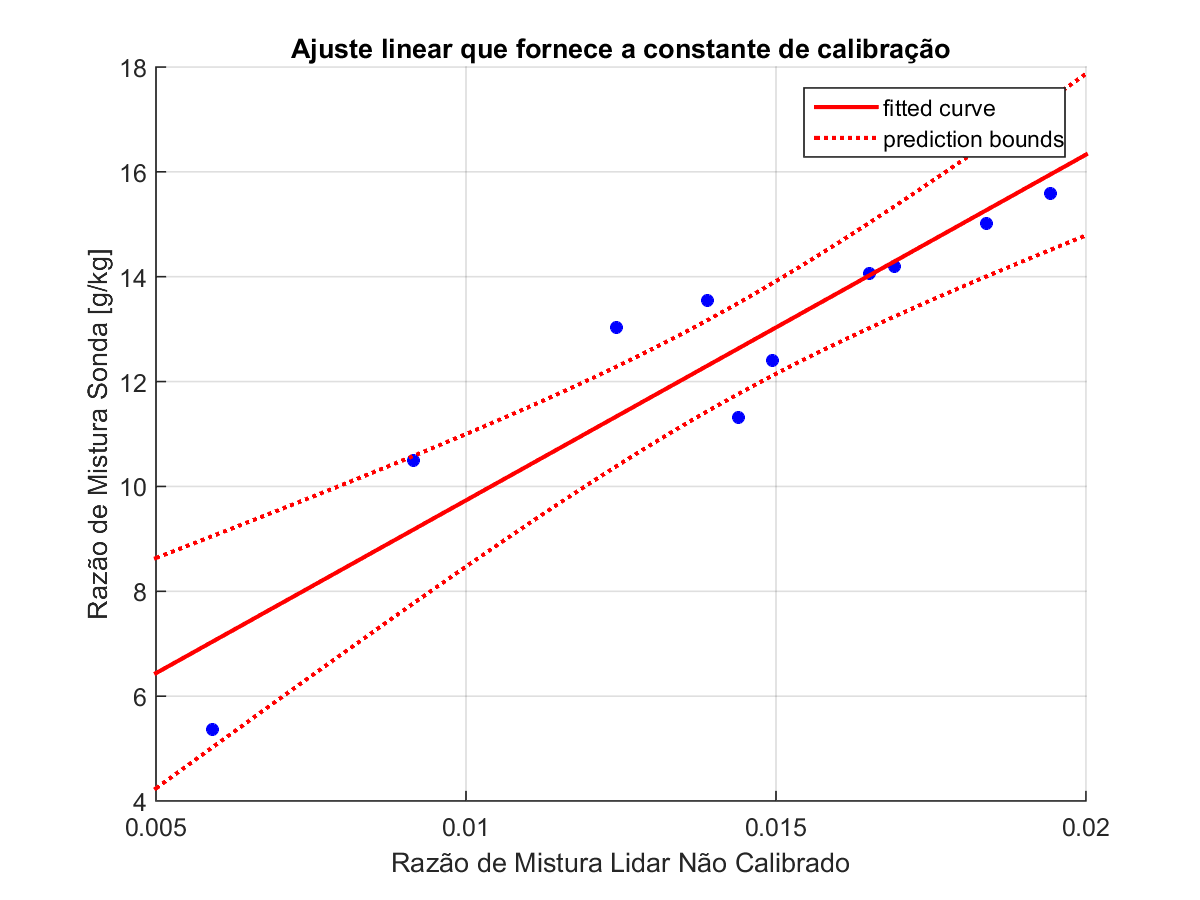 Ajuste linear que fornece a constante de calibração
fitted curve
prediction bounds
18
16
14
12
10
8
6
4
Razão de Mistura Sonda [g/kg]
0.005
0.01
0.015
0.02
Razão de Mistura Lidar Não Calibrado